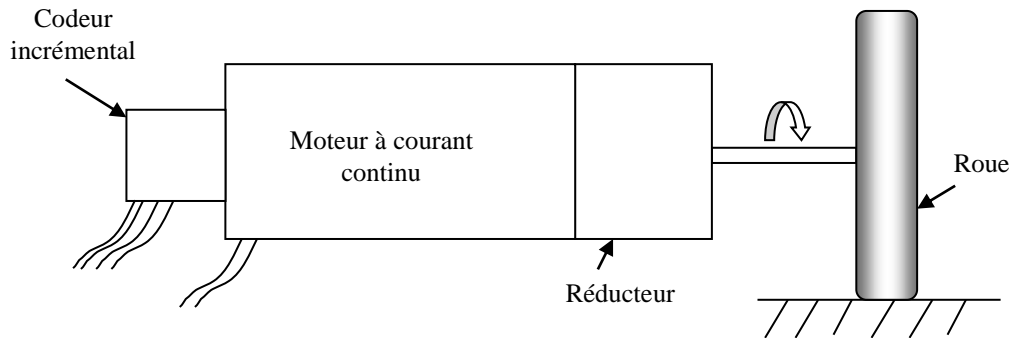 Codeur
incrémental
Moteur à courant
continu
Roue
Réducteur